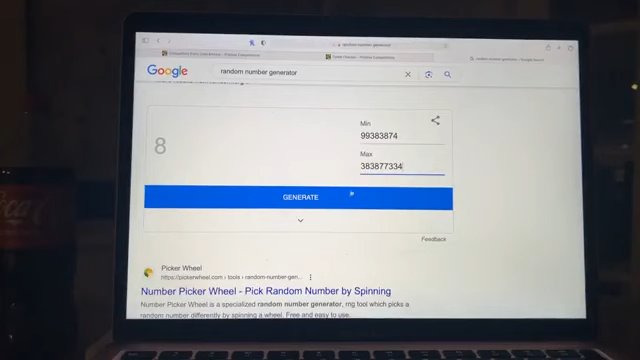 Google
random number generator
Min
99383874
8
Max
383877334
GENERATE
Feedback
Picker Wheel
https://pickerwheel.com › tools › random-number-gen...
Number Picker Wheel - Pick Random Number by Spinning
Number Picker Wheel is a specialized random number generator, rng tool which picks a
random number differently by spinning a wheel. Free and easy to use.